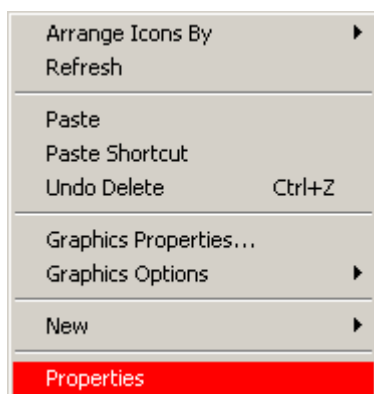 Arrange Icons By
Refresh
Paste
Paste Shortcut
Undo Delete Ctrl+Z
Graphics Properties...
Graphics Options
New
Properties